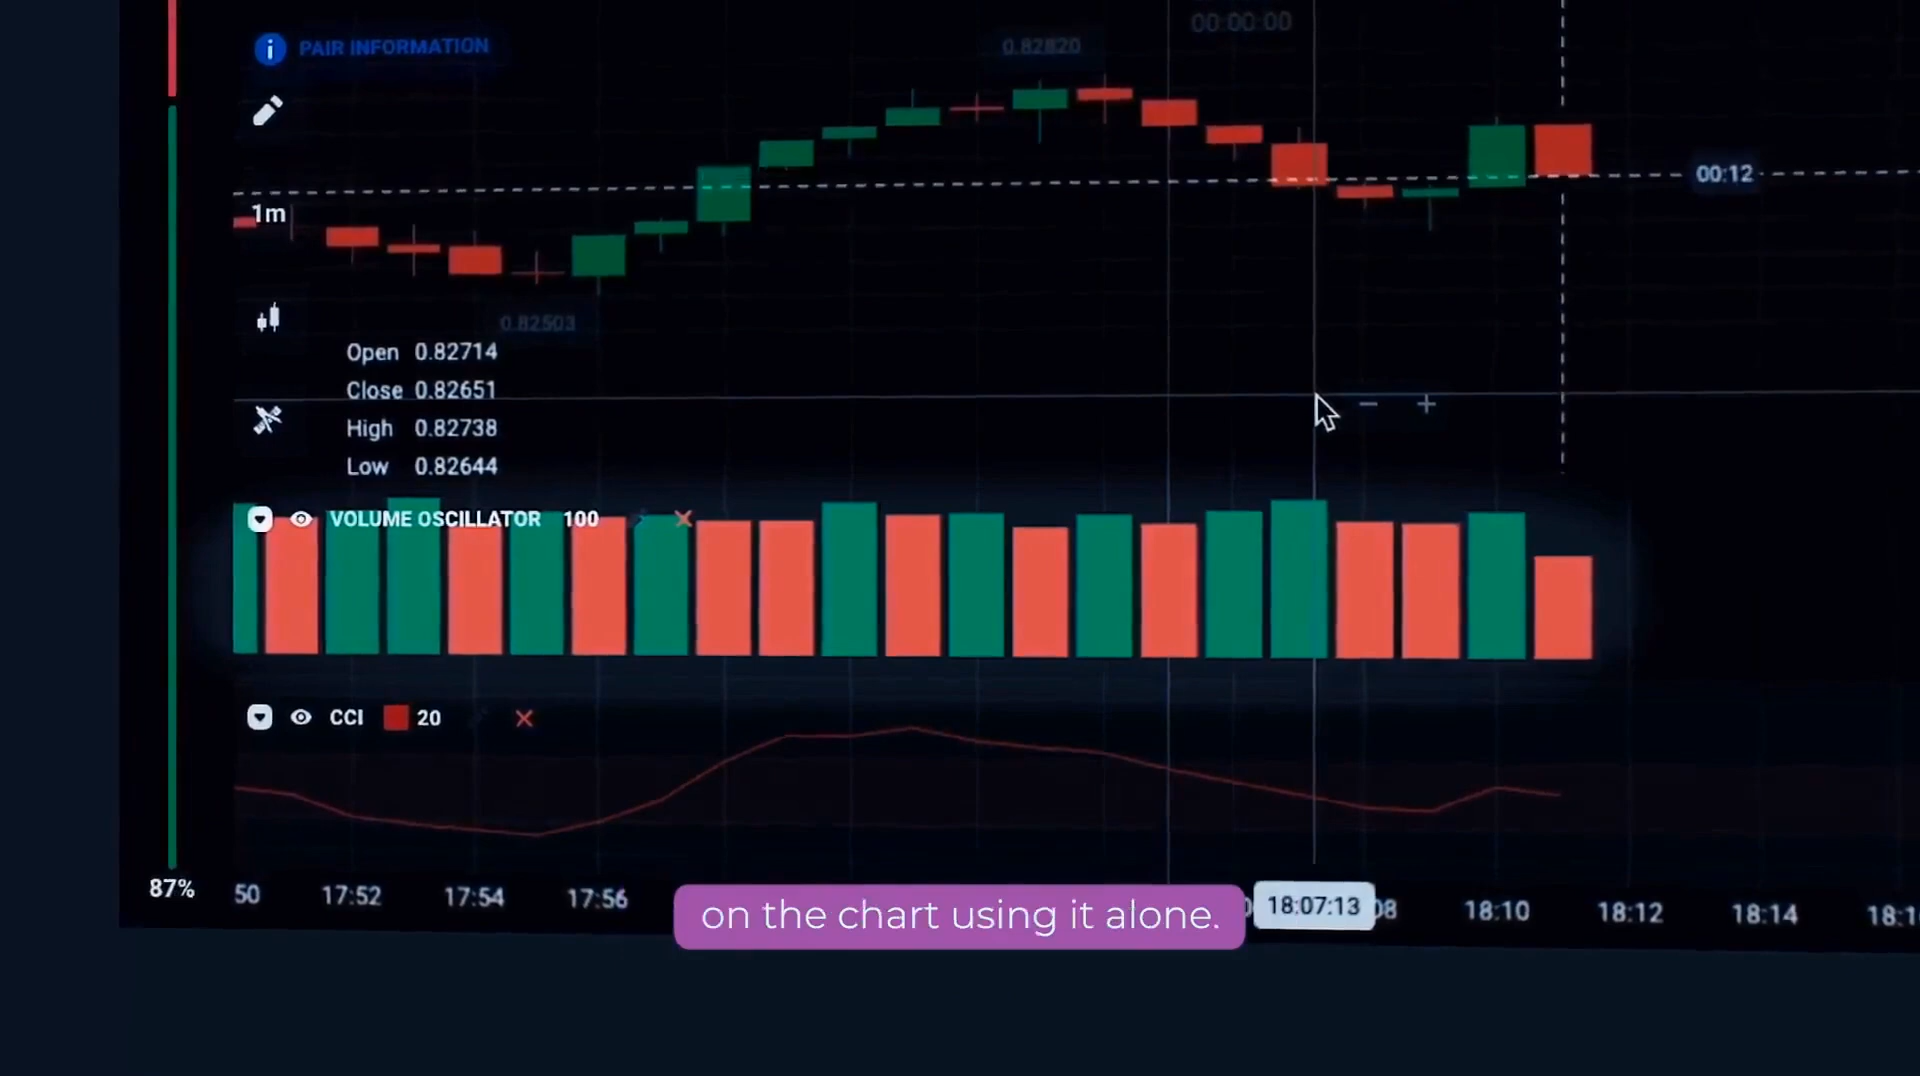 00:00:00
i PAIR INFORMATION
0.82820
00:12
1m
0.82503
Open 0.82714
Close 0.82651
High 0.82738
Low 0.82644
VOLUME OSCILLATOR 100
CCI 20
87%
50 17:52 17:54 17:56 18:07:13 08 18:10 18:12 18:14
on the chart using it alone.